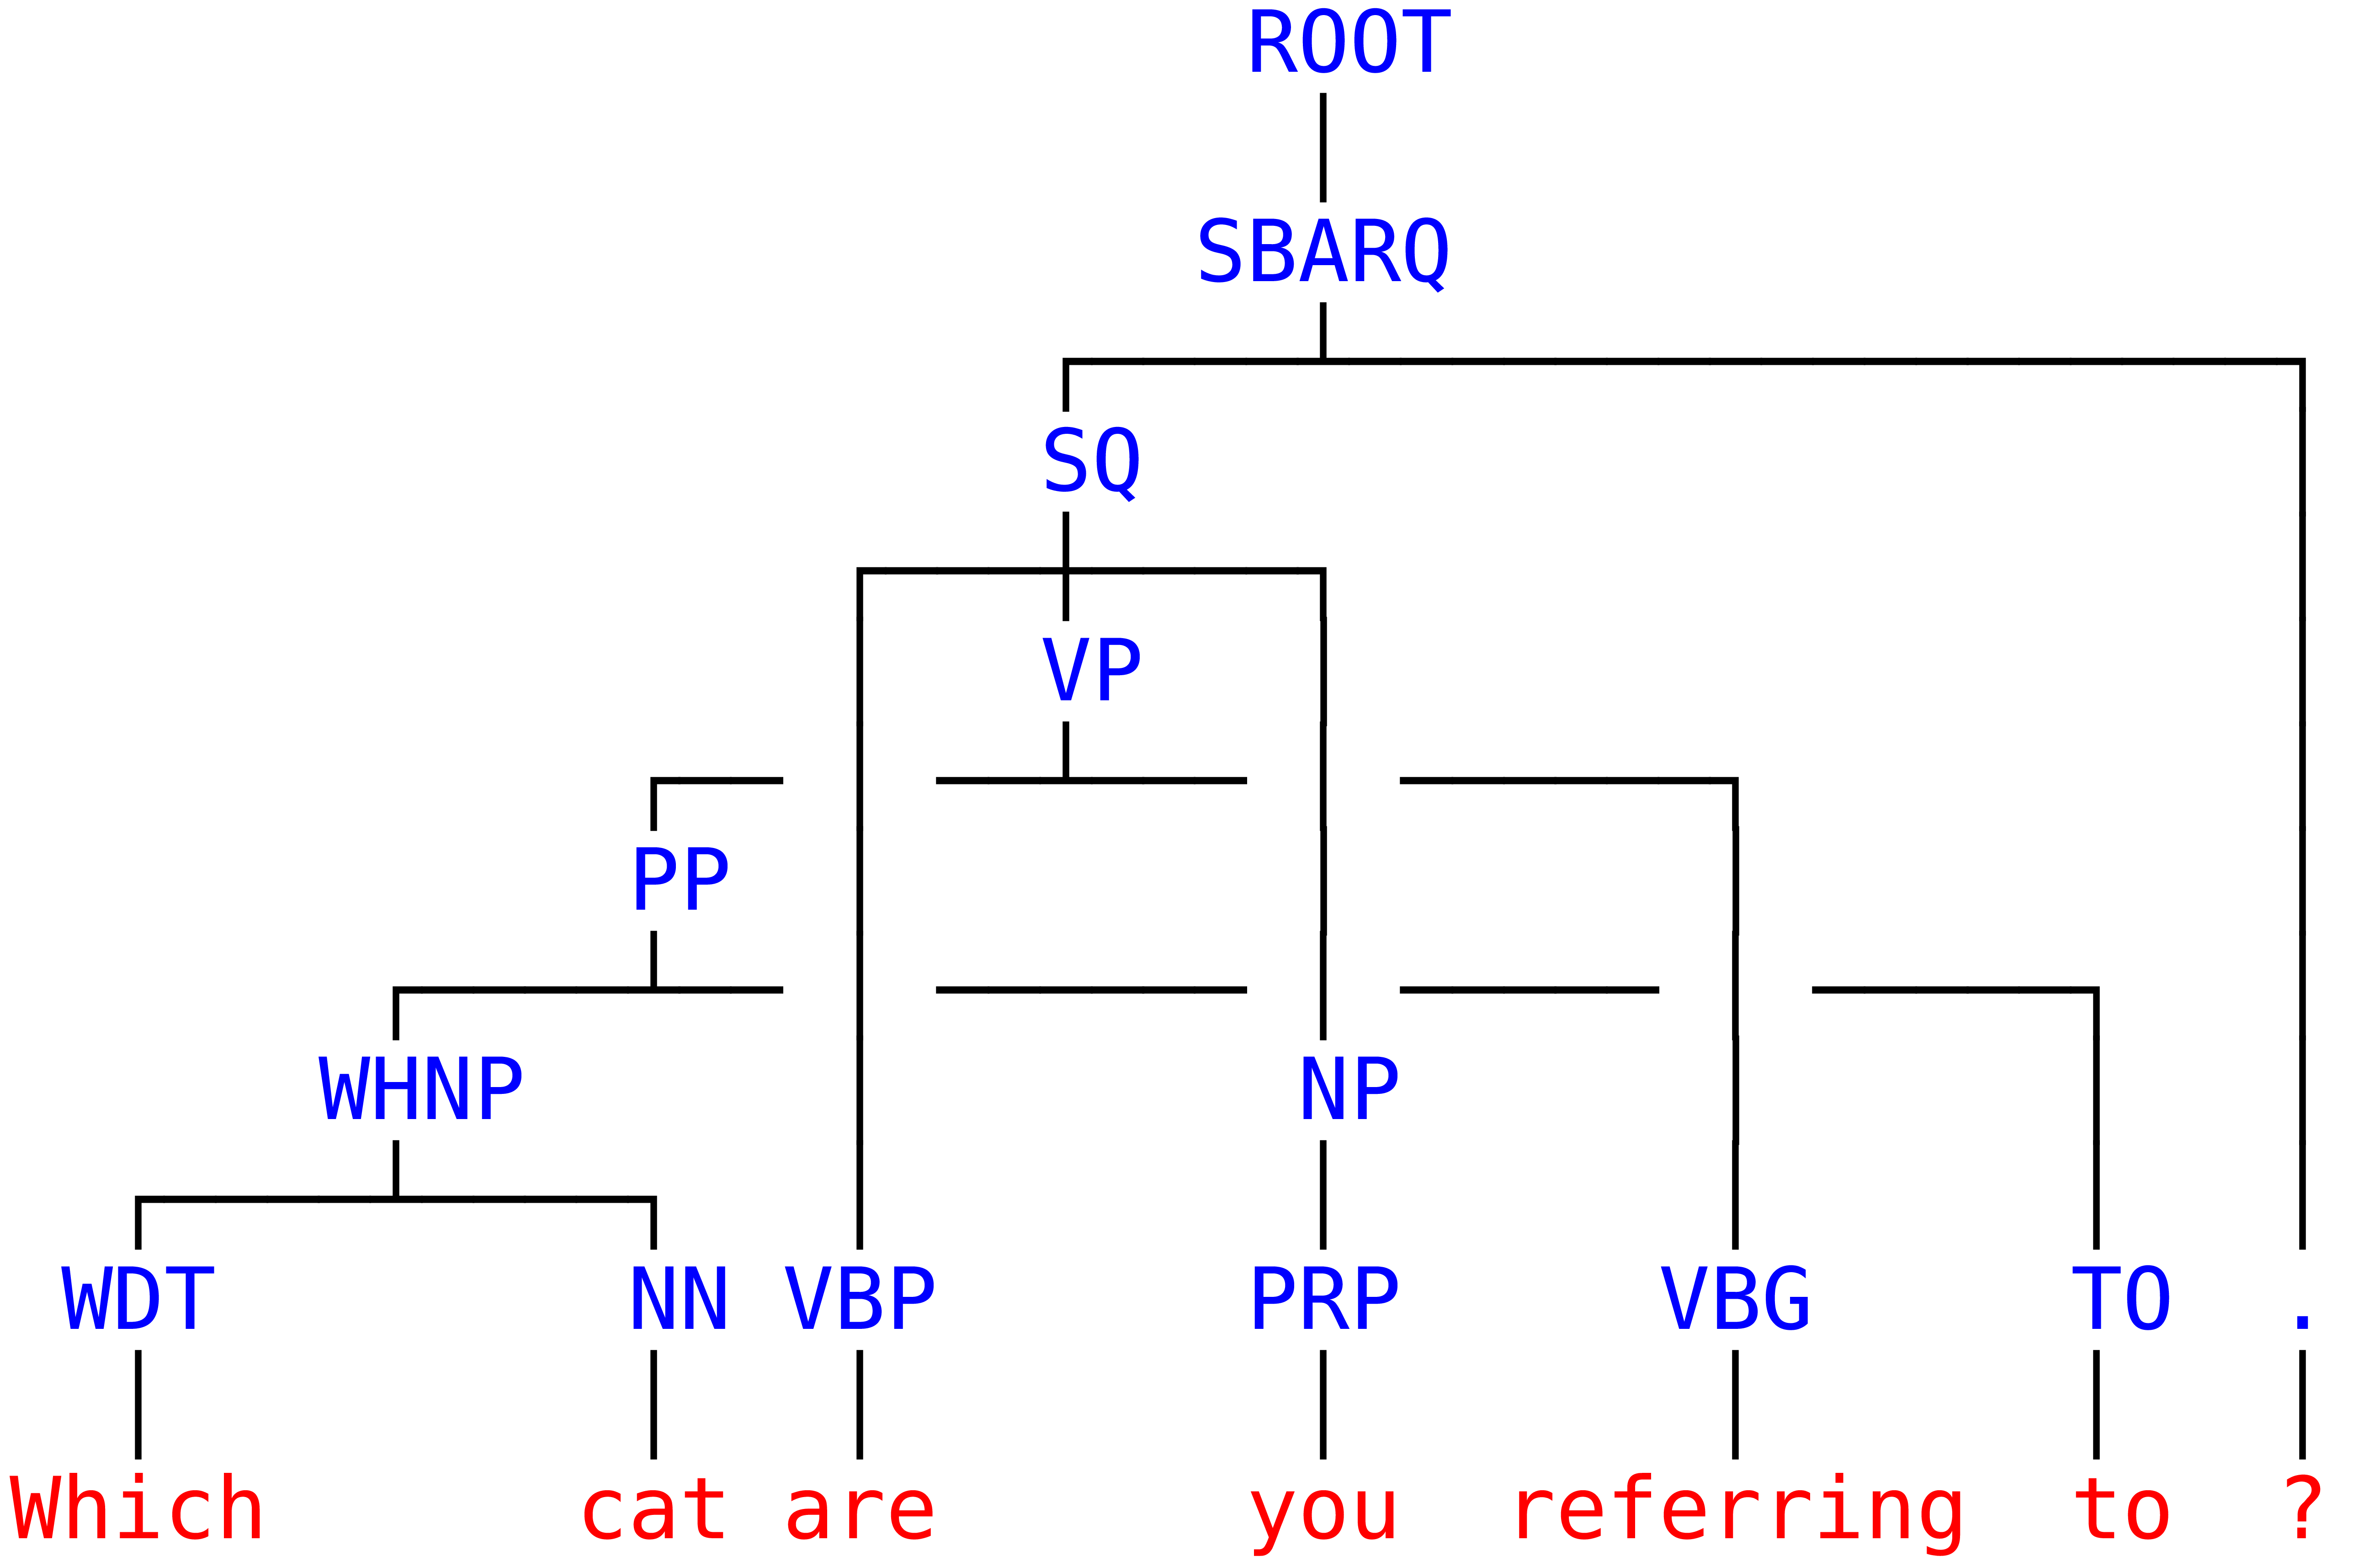 ROOT
SBARQ
SQ
VP
PP
WHNP NP
WDT NN VBP PRP VBG TO .
Which cat are you referring to ?